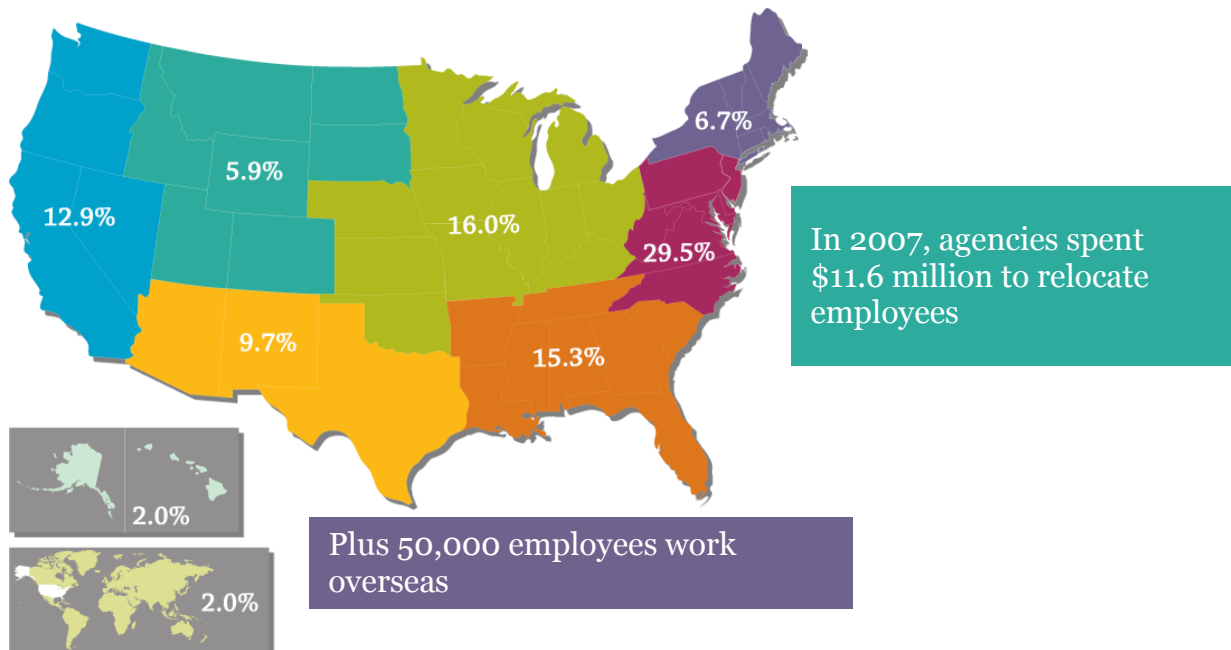 6.7%
5.9%
12.9%
16.0%
29.5%
In 2007, agencies spent
$11.6 million to relocate
employees
9.7%
15.3%
2.0%
Plus 50,000 employees work
overseas
2.0%